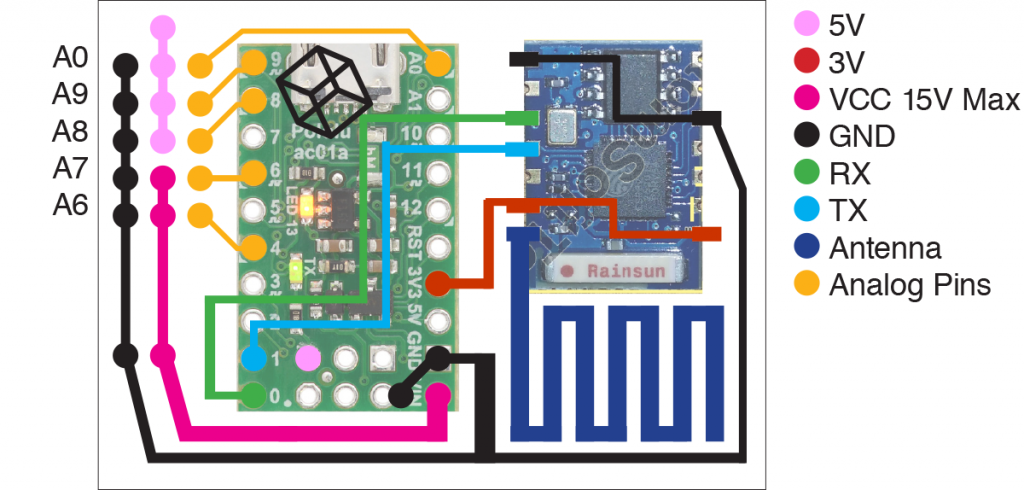 A0
A9
A8
A7
A6
9
8
7
6
5
4
3
1
0
A0
A1
10
11
12
RST
3V3
5V
GND
IN
ac01a
LED 13
TX
Rainsun
5V
3V
VCC 15V Max
GND
RX
TX
Antenna
Analog Pins